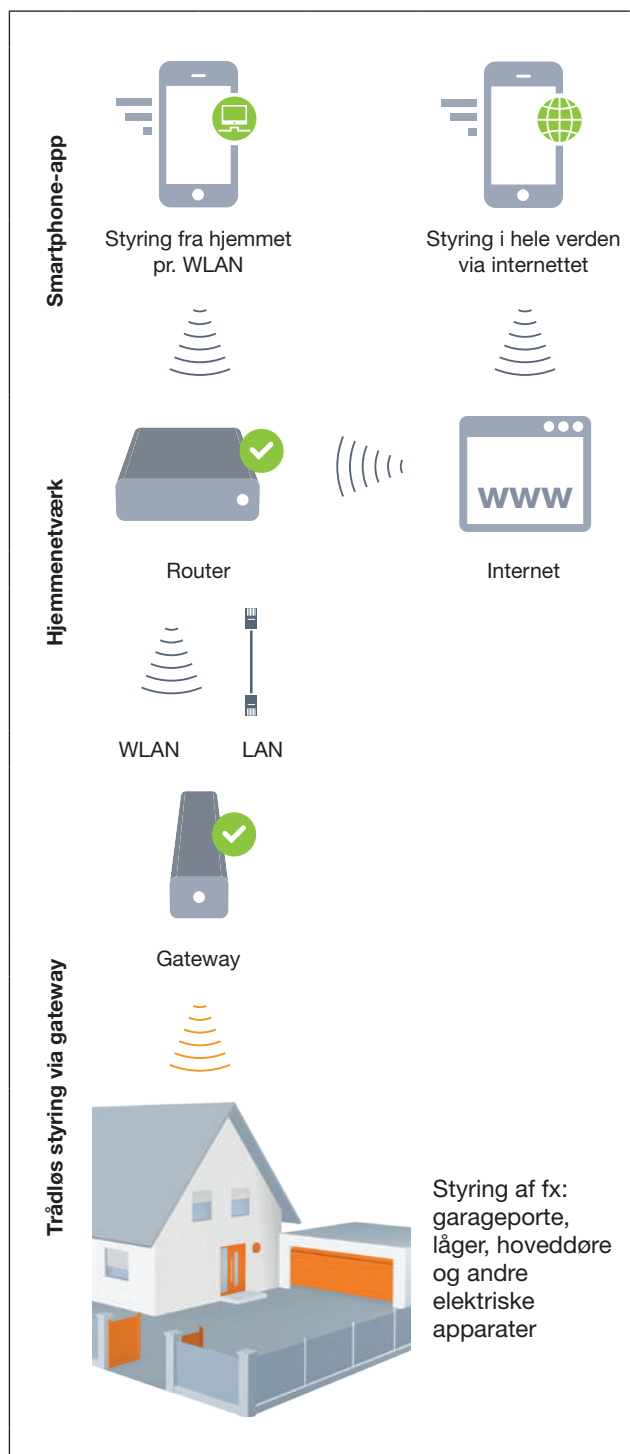 Smartphone-app
Styring fra hjemmet
pr. WLAN
Styring i hele verden
via internettet
Hjemmenetværk
www
Router
Internet
WLAN
LAN
Trådløs styring via gateway
Gateway
Styring af fx:
garageporte,
låger, hoveddøre
og andre
elektriske
apparater